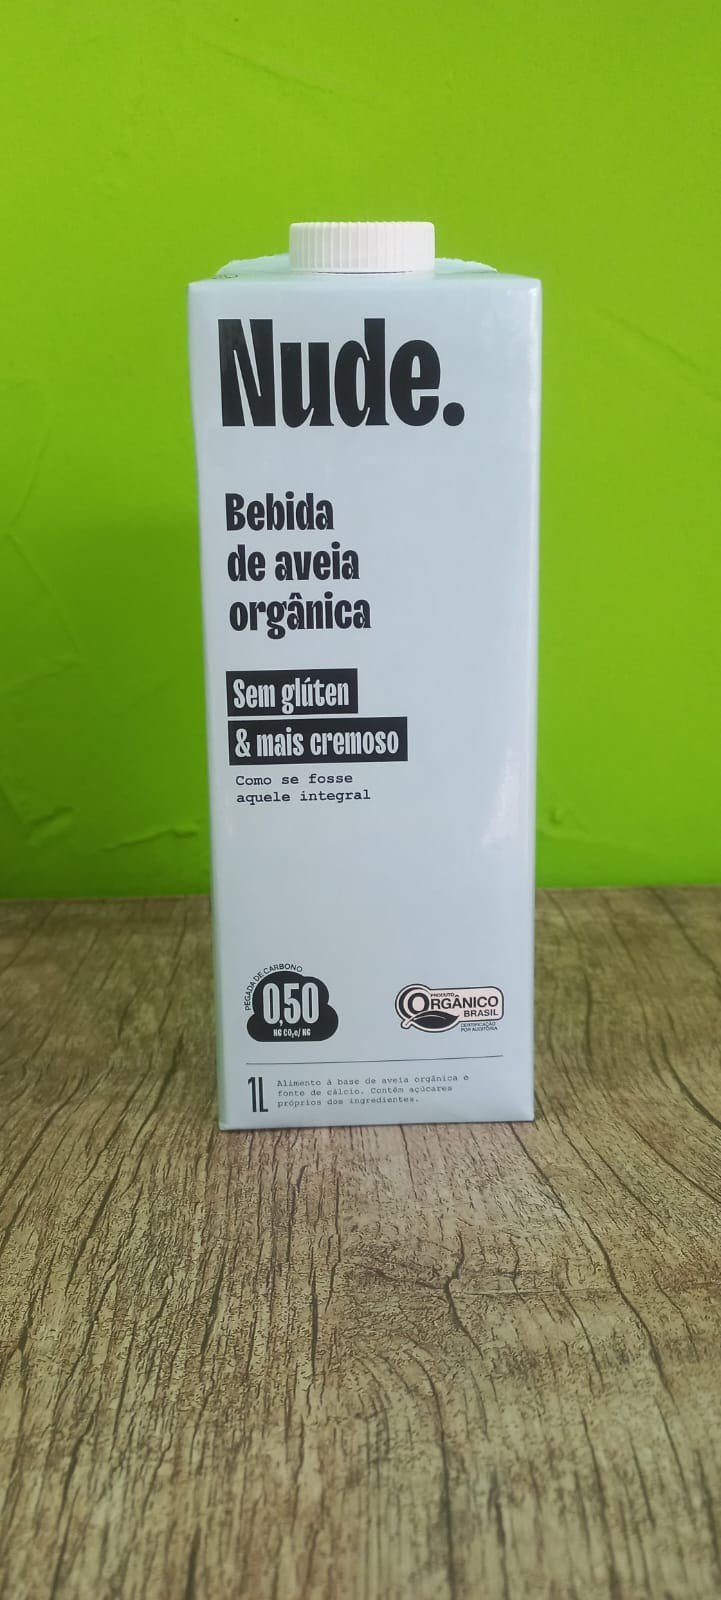 Nude.
Bebida
de aveia
orgânica
Sem glúten
& mais cremoso
Como se fosse
aquele integral
PEGADA DE CARBONO
0,50
KG CO₂e/ KG
PRODUTO
ORGÂNICO
BRASIL
CERTIFICAÇÃO
POR AUDITORIA
1L
Alimento à base de aveia orgânica e
fonte de cálcio. Contém açúcares
próprios dos ingredientes.